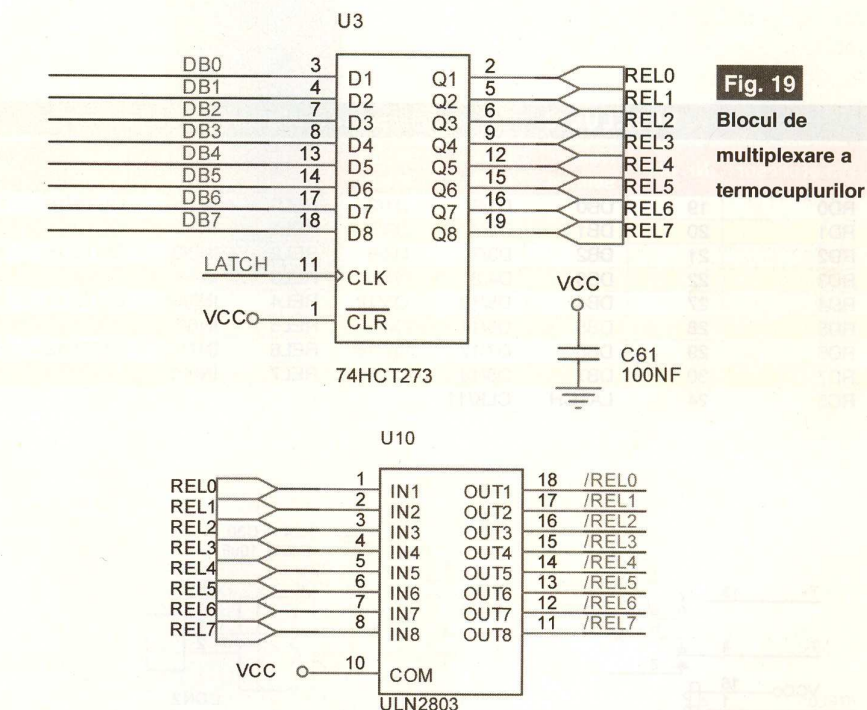 U3
DB0 3 D1 Q1 2 REL0
DB1 4 D2 Q2 5 REL1
DB2 7 D3 Q3 6 REL2
DB3 8 D4 Q4 9 REL3
DB4 13 D5 Q5 12 REL4
DB5 14 D6 Q6 15 REL5
DB6 17 D7 Q7 16 REL6
DB7 18 D8 Q8 19 REL7
LATCH 11 CLK
VCC 1 CLR
74HCT273
VCC
C61
100NF
Fig. 19
Blocul de
multiplexare a
termocuplurilor
U10
REL0 1 IN1 OUT1 18 /REL0
REL1 2 IN2 OUT2 17 /REL1
REL2 3 IN3 OUT3 16 /REL2
REL3 4 IN4 OUT4 15 /REL3
REL4 5 IN5 OUT5 14 /REL4
REL5 6 IN6 OUT6 13 /REL5
REL6 7 IN7 OUT7 12 /REL6
REL7 8 IN8 OUT8 11 /REL7
VCC 10 COM
ULN2803